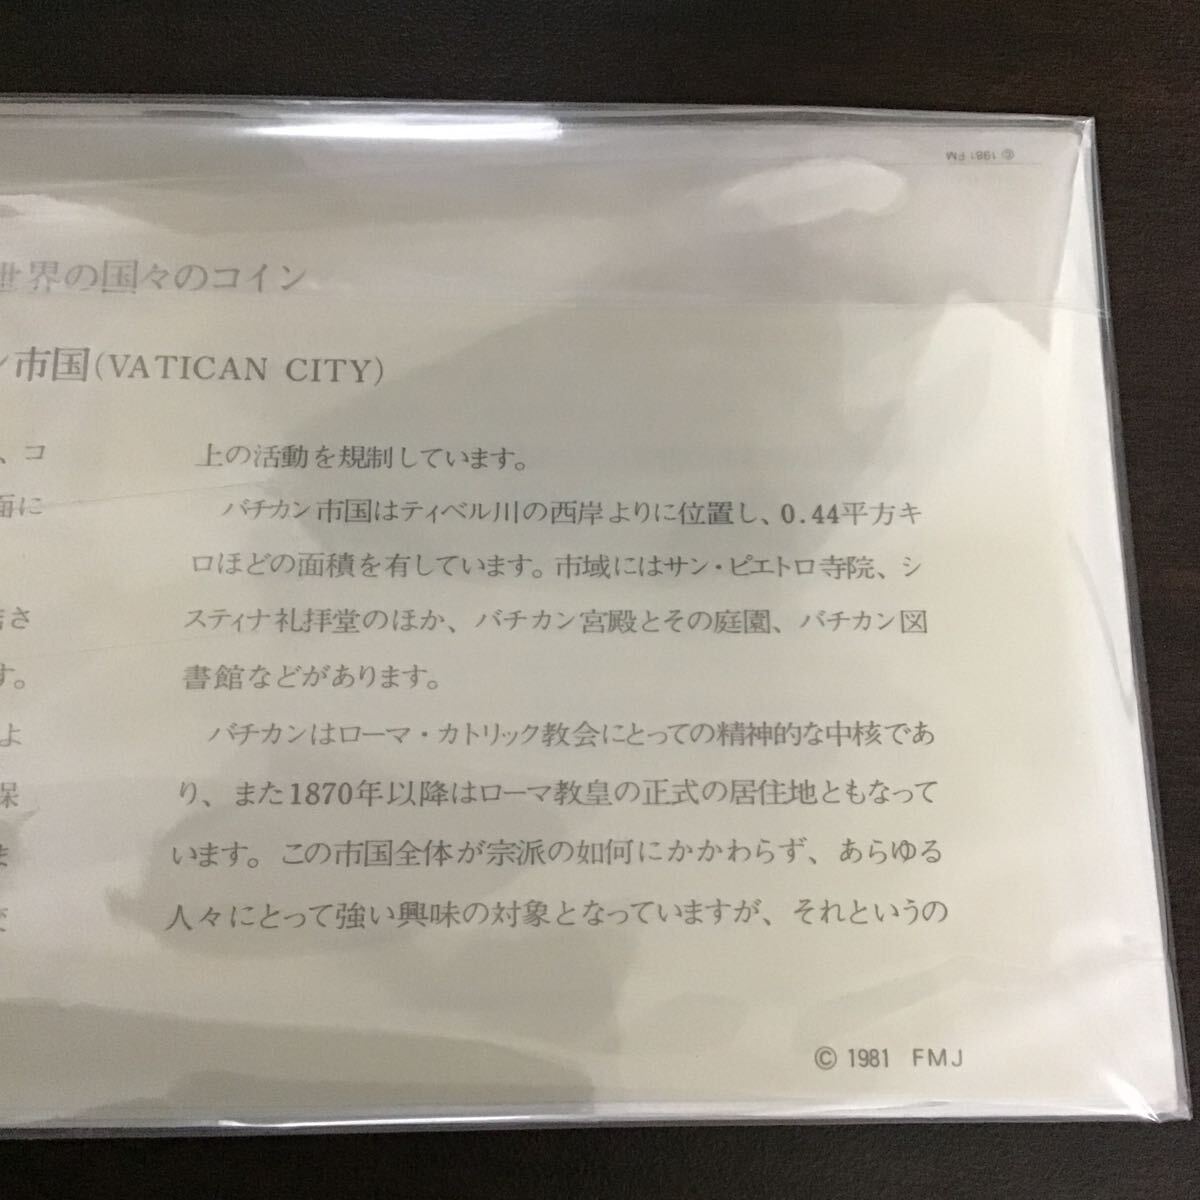 © 1981 FM
世界の国々のコイン
ン市国(VATICAN CITY)
、コ
面に
さ
す。
よ
保
ま
上の活動を規制しています。
バチカン市国はティベル川の西岸よりに位置し、0.44平方キ
ロほどの面積を有しています。市域にはサン・ピエトロ寺院、シ
スティナ礼拝堂のほか、バチカン宮殿とその庭園、バチカン図
書館などがあります。
バチカンはローマ・カトリック教会にとっての精神的な中核であ
り、また1870年以降はローマ教皇の正式の居住地ともなって
います。この市国全体が宗派の如何にかかわらず、あらゆる
人々にとって強い興味の対象となっていますが、それというの
© 1981 FMJ